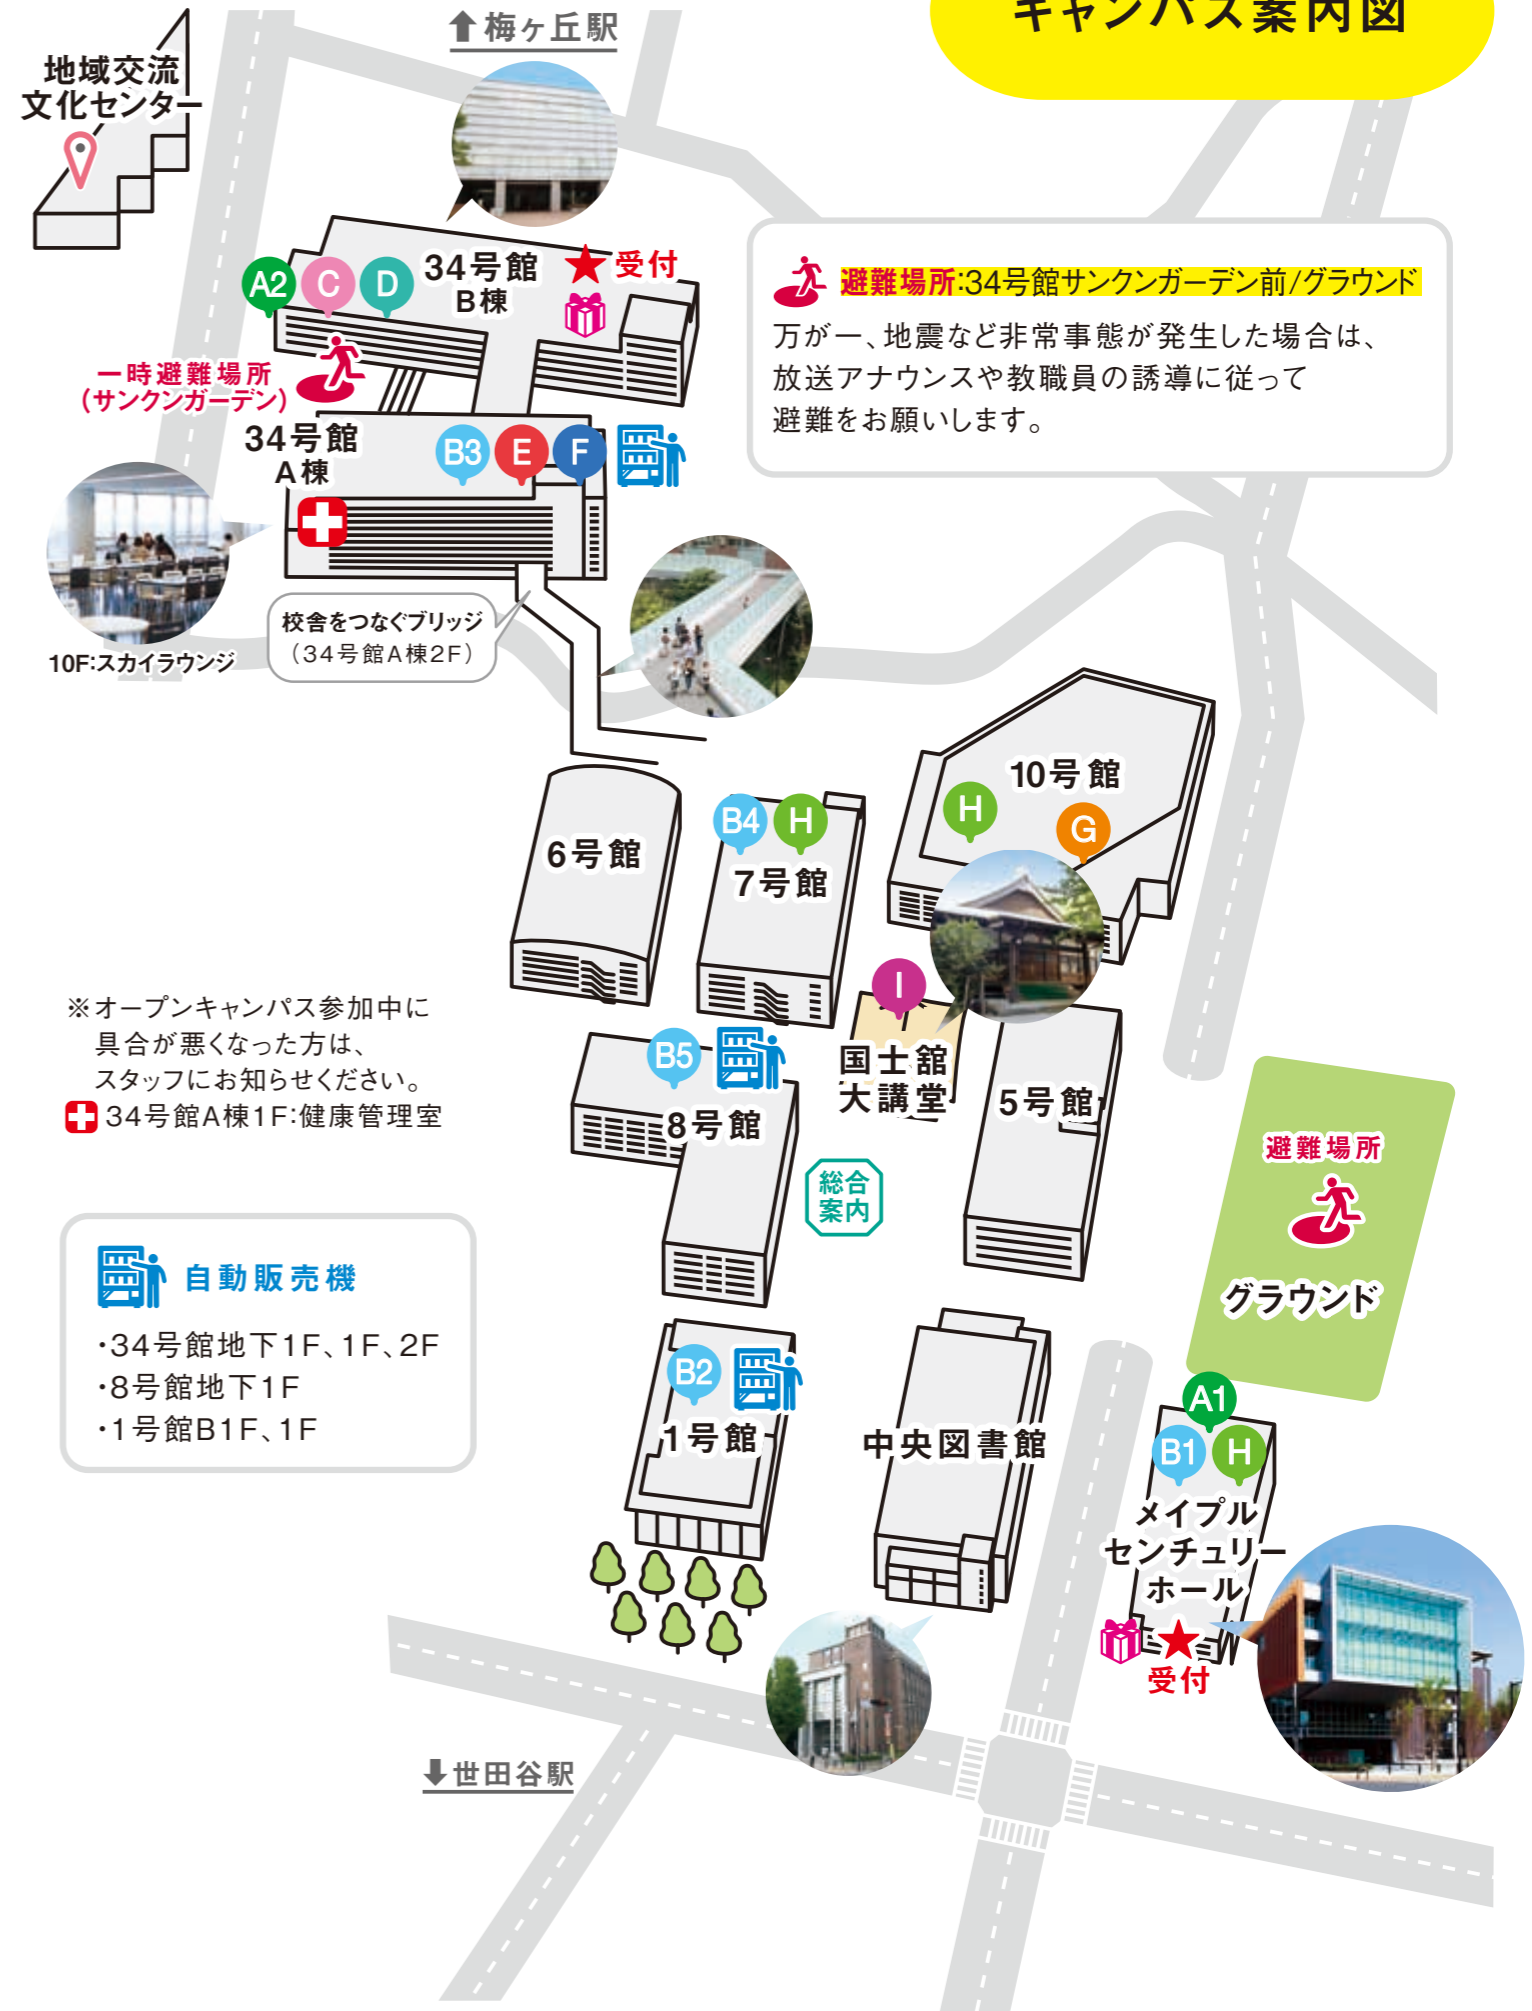 キャンパス案内図
梅ヶ丘駅
地域交流
文化センター
34号館
B棟
受付
A2
C
D
一時避難場所
(サンクンガーデン)
34号館
A棟
B3
E
F
避難場所:34号館サンクンガーデン前/グラウンド
万が一、地震など非常事態が発生した場合は、
放送アナウンスや教職員の誘導に従って
避難をお願いします。
10F:スカイラウンジ
校舎をつなぐブリッジ
(34号館A棟2F)
10号館
H
G
6号館
B4
H
7号館
I
国士舘
大講堂
5号館
※オープンキャンパス参加中に
具合が悪くなった方は、
スタッフにお知らせください。
34号館A棟1F:健康管理室
B5
8号館
総合
案内
避難場所
グラウンド
自動販売機
・34号館地下1F、1F、2F
・8号館地下1F
・1号館B1F、1F
B2
1号館
中央図書館
A1
B1
H
メイプル
センチュリー
ホール
受付
世田谷駅